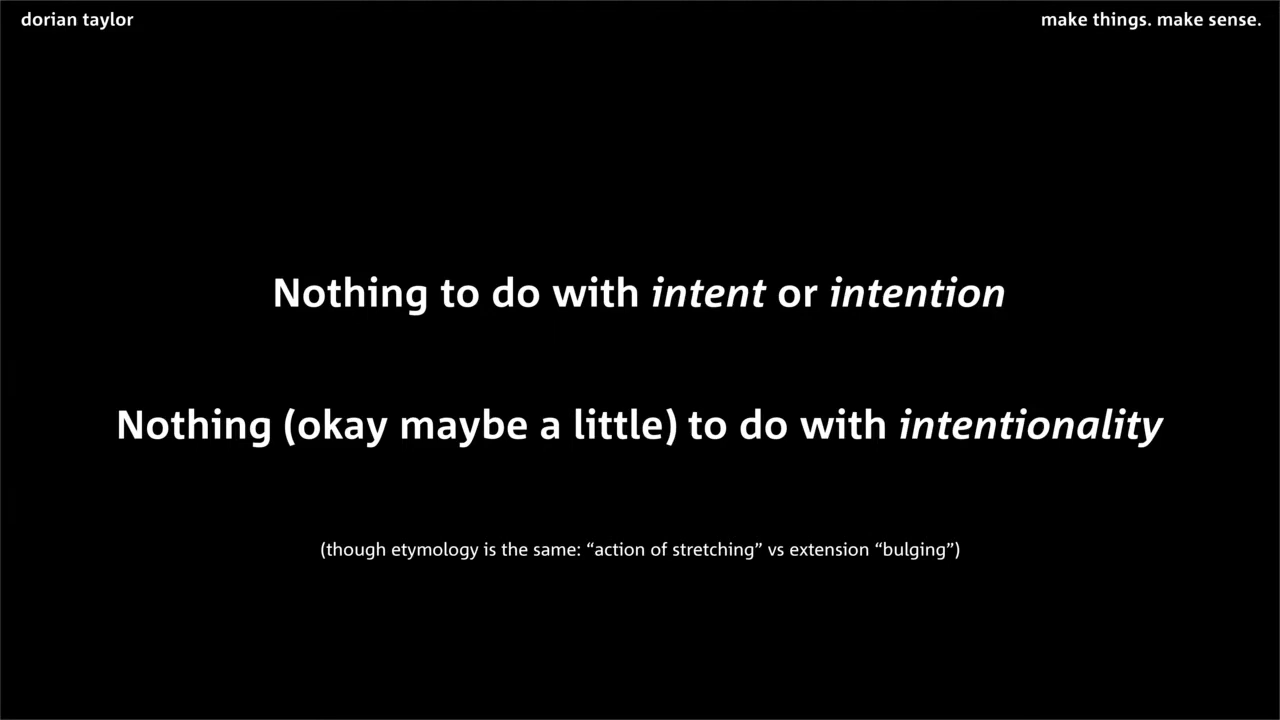 dorian taylor
make things. make sense.
Nothing to do with intent or intention
Nothing (okay maybe a little) to do with intentionality
(though etymology is the same: “action of stretching” vs extension “bulging”)